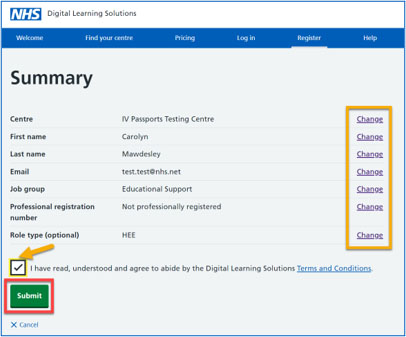 NHS Digital Learning Solutions
Welcome Find your centre Pricing Log in Register Help
Summary
Centre IV Passports Testing Centre Change
First name Carolyn Change
Last name Mawdesley Change
Email test.test@nhs.net Change
Job group Educational Support Change
Professional registration Not professionally registered Change
number
Role type (optional) HEE Change
I have read, understood and agree to abide by the Digital Learning Solutions Terms and Conditions.
Submit
Cancel